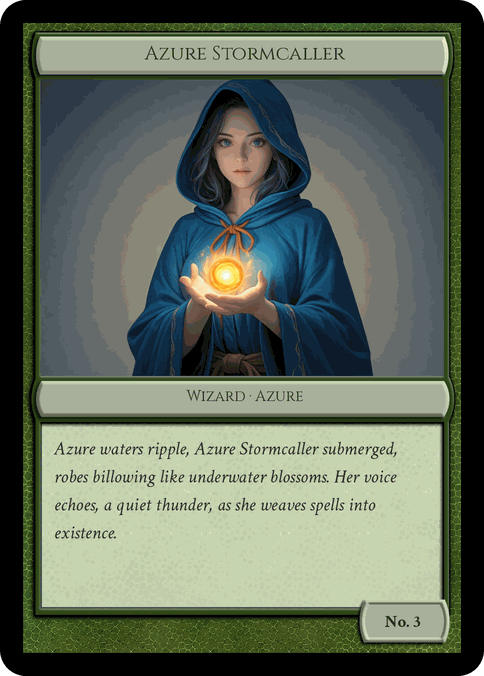 Azure Stormcaller
Wizard · Azure
Azure waters ripple, Azure Stormcaller submerged,
robes billowing like underwater blossoms. Her voice
echoes, a quiet thunder, as she weaves spells into
existence.
No. 3